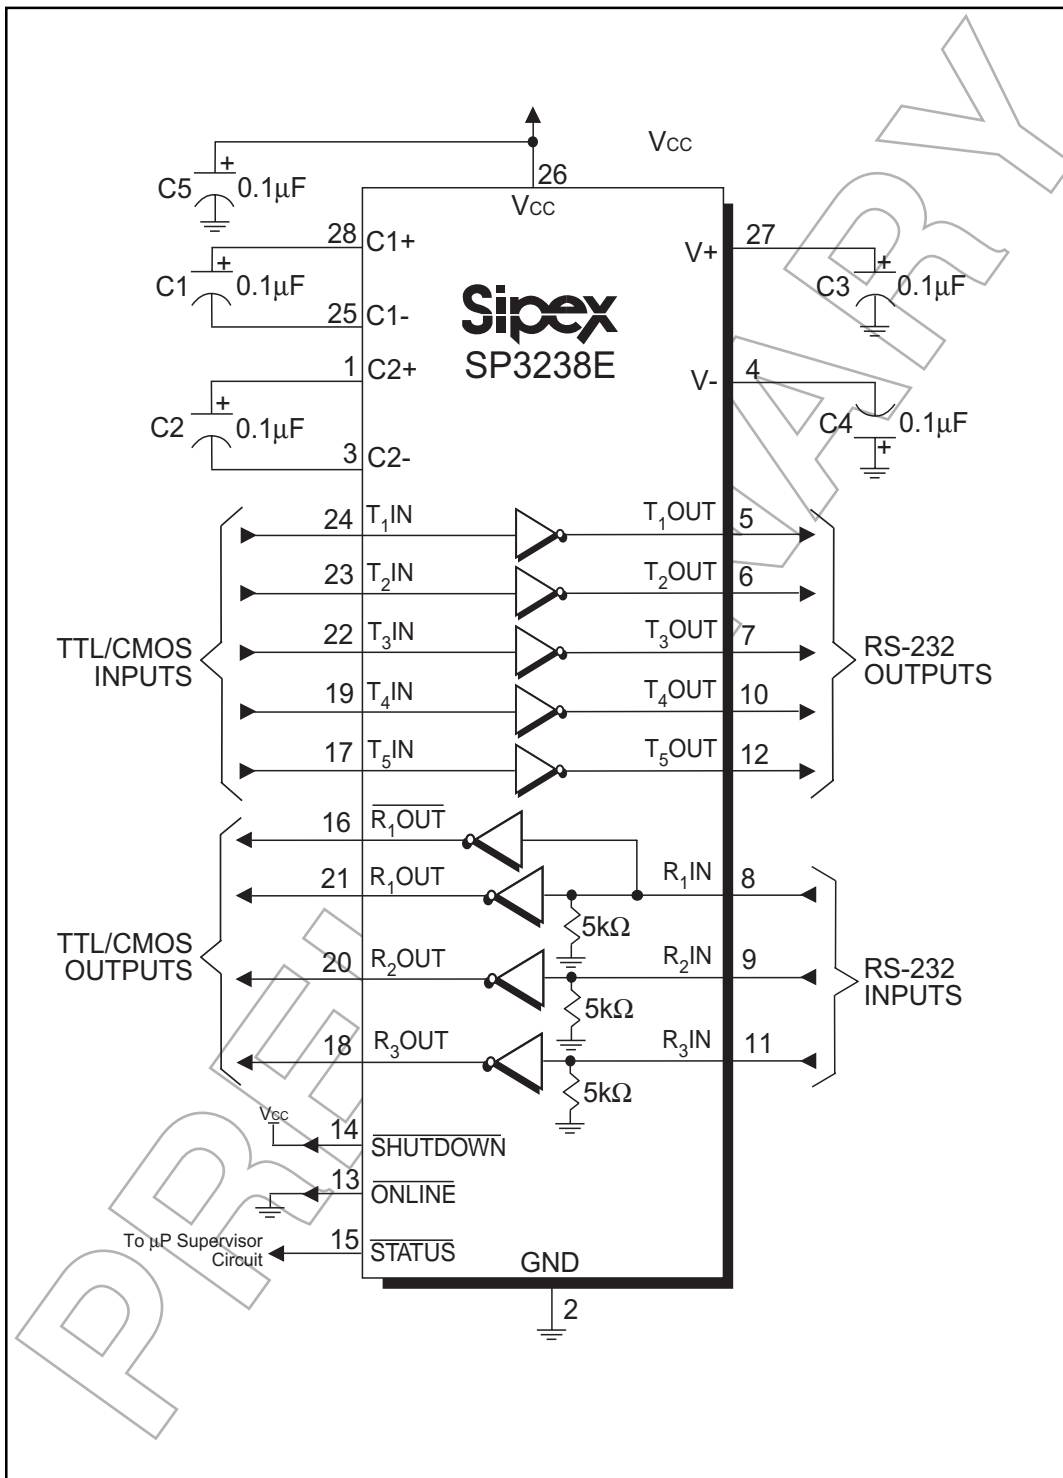 VCC
26
VCC
C5
+
0.1μF
28
C1+
C1
+
0.1μF
25
C1-
1
C2+
C2
+
0.1μF
3
C2-
Sipex
SP3238E
V+
27
C3
+
0.1μF
V-
4
C4
0.1μF
+
TTL/CMOS
INPUTS
24
T1IN
T1OUT
5
23
T2IN
T2OUT
6
22
T3IN
T3OUT
7
19
T4IN
T4OUT
10
17
T5IN
T5OUT
12
RS-232
OUTPUTS
TTL/CMOS
OUTPUTS
16
R1OUT
21
R1OUT
R1IN
8
5kΩ
20
R2OUT
R2IN
9
5kΩ
18
R3OUT
R3IN
11
5kΩ
RS-232
INPUTS
VCC
14
SHUTDOWN
13
ONLINE
To μP Supervisor
Circuit
15
STATUS
GND
2